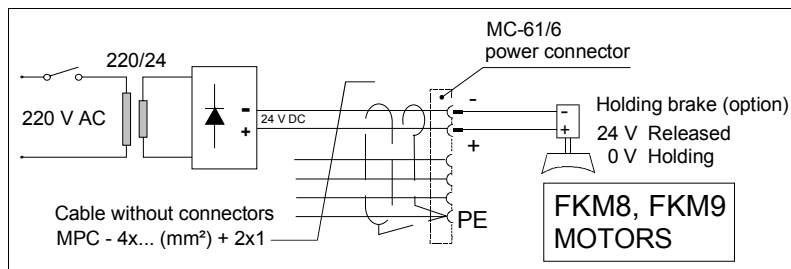 220/24
220 V AC
-
+
24 V DC
MC-61/6
power connector
-
+
PE
-
+
Holding brake (option)
24 V Released
0 V Holding
Cable without connectors
MPC - 4x... (mm²) + 2x1
FKM8, FKM9
MOTORS